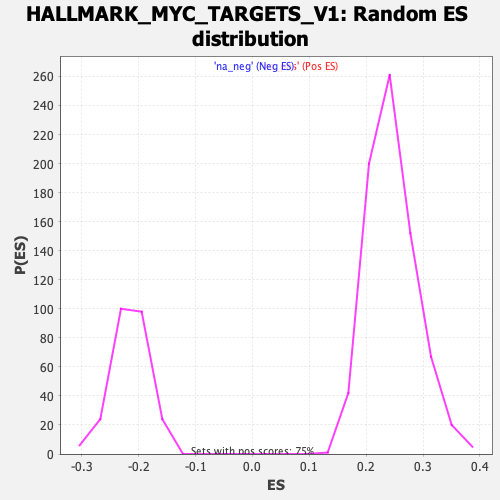 HALLMARK_MYC_TARGETS_V1: Random ES
distribution
'na_neg' (Neg ES)s' (Pos ES)
260
240
220
200
180
160
140
120
100
80
60
40
20
0
P(ES)
Sets with pos scores: 75%
-0.3 -0.2 -0.1 0.0 0.1 0.2 0.3 0.4
ES